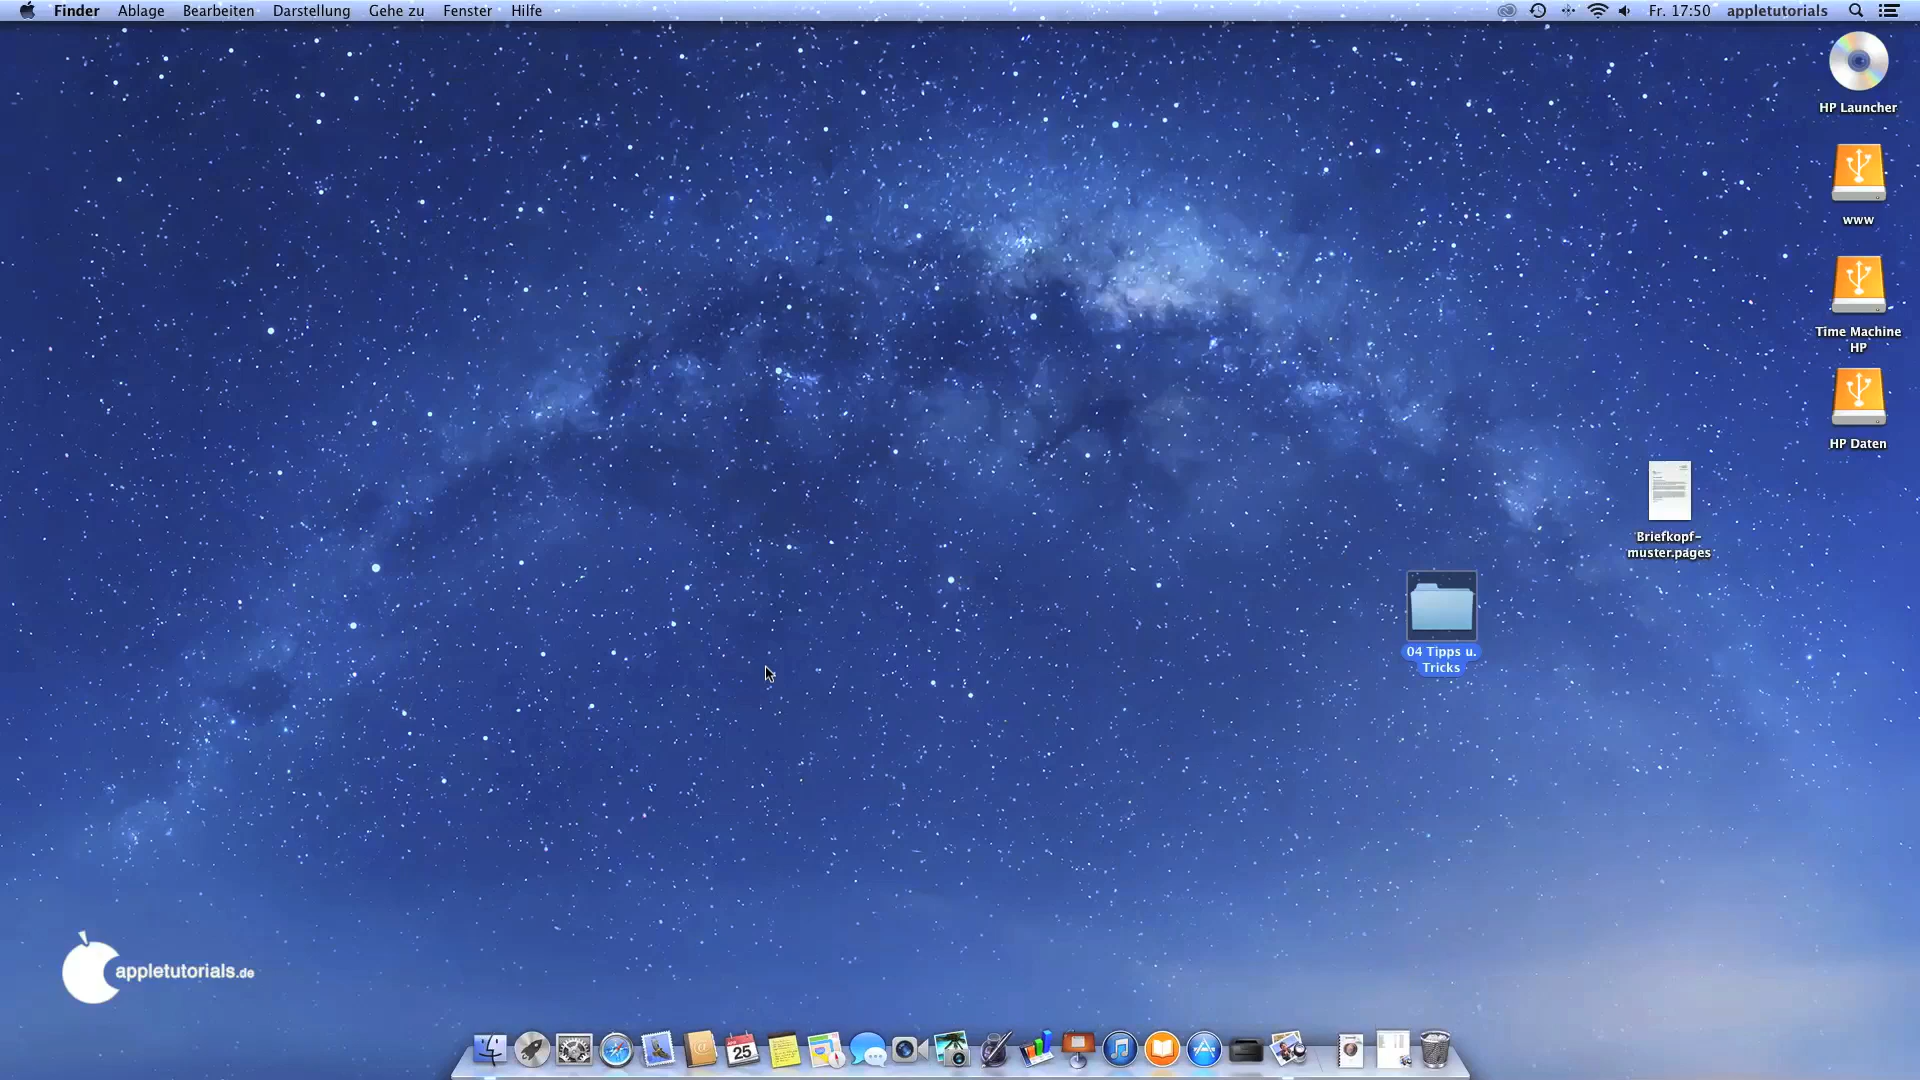 Finder Ablage Bearbeiten Darstellung Gehe zu Fenster Hilfe Fr. 17:50 appletutorials
HP Launcher
www
Time Machine
HP
HP Daten
Briefkopf-
muster.pages
04 Tipps u.
Tricks
appletutorials.de
25